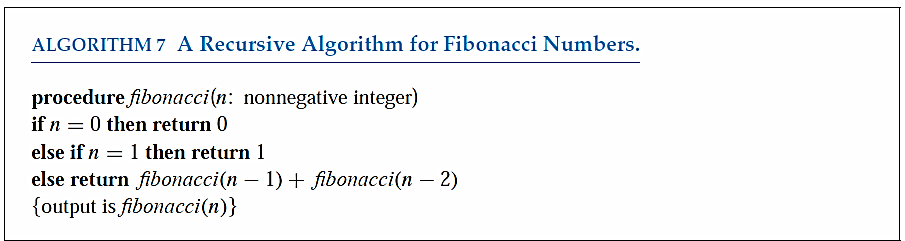 ALGORITHM 7 A Recursive Algorithm for Fibonacci Numbers.
procedure fibonacci(n: nonnegative integer)
if n = 0 then return 0
else if n = 1 then return 1
else return fibonacci(n − 1) + fibonacci(n − 2)
{output is fibonacci(n)}